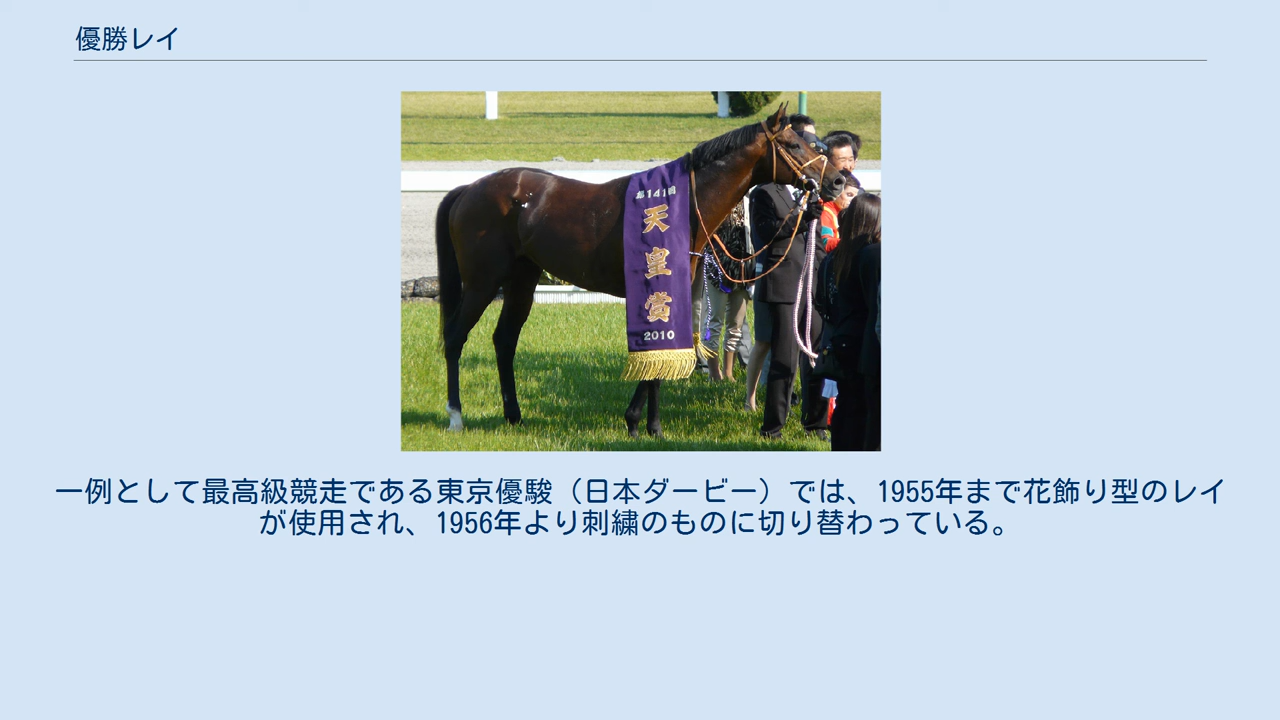 優勝レイ
第141回
天
皇
賞
2010
一例として最高級競走である東京優駿（日本ダービー）では、1955年まで花飾り型のレイ
が使用され、1956年より刺繍のものに切り替わっている。